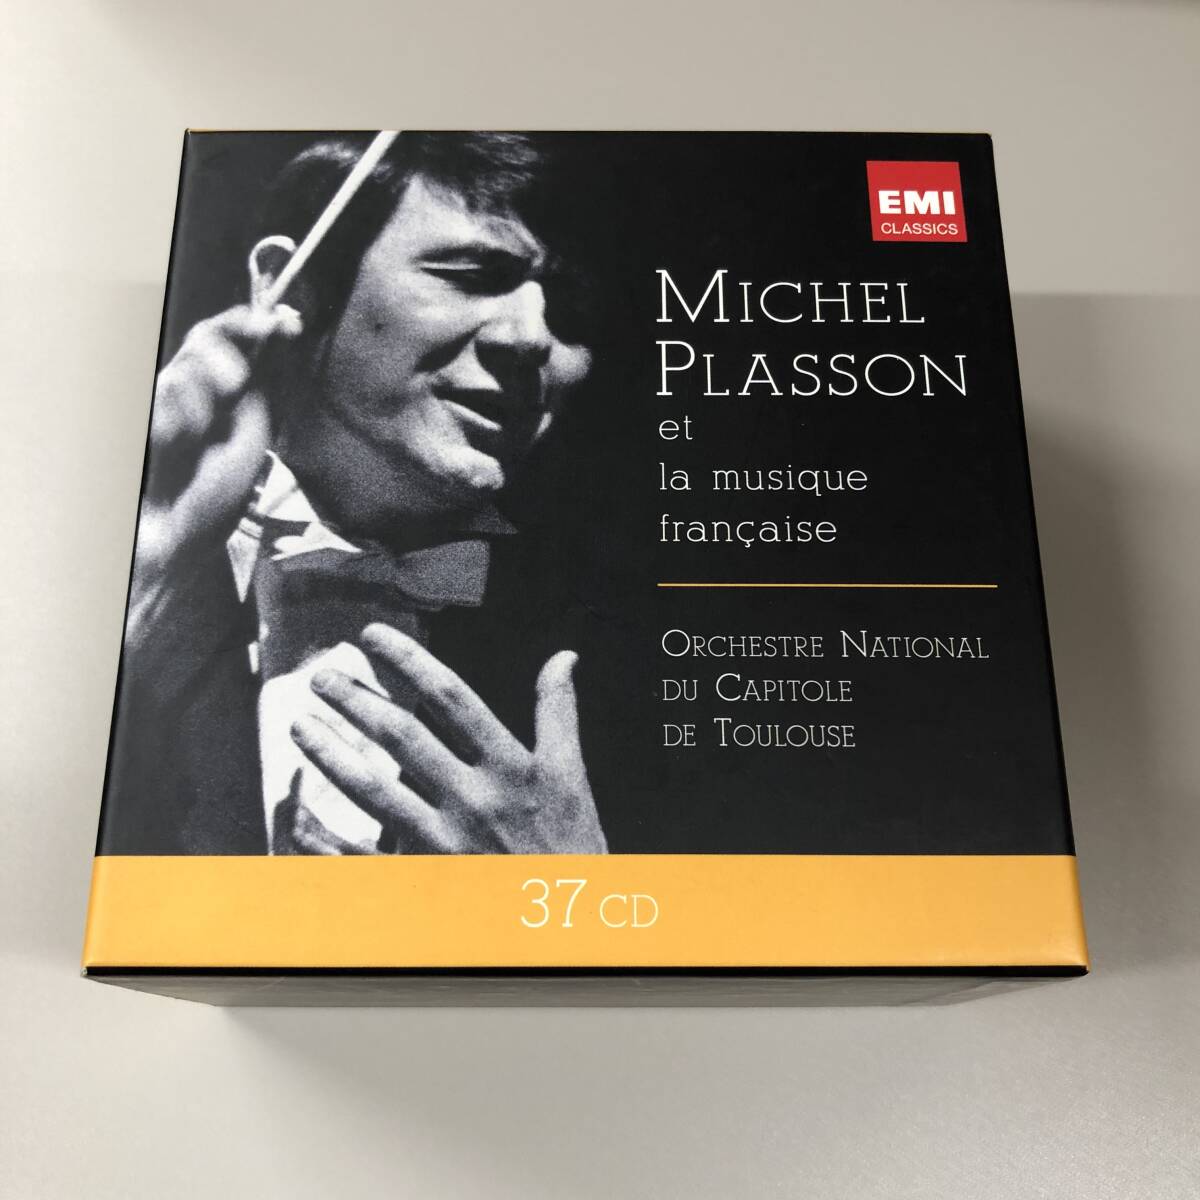 EMI
CLASSICS
MICHEL
PLASSON
et
la musique
française
ORCHESTRE NATIONAL
DU CAPITOLE
DE TOULOUSE
37 CD